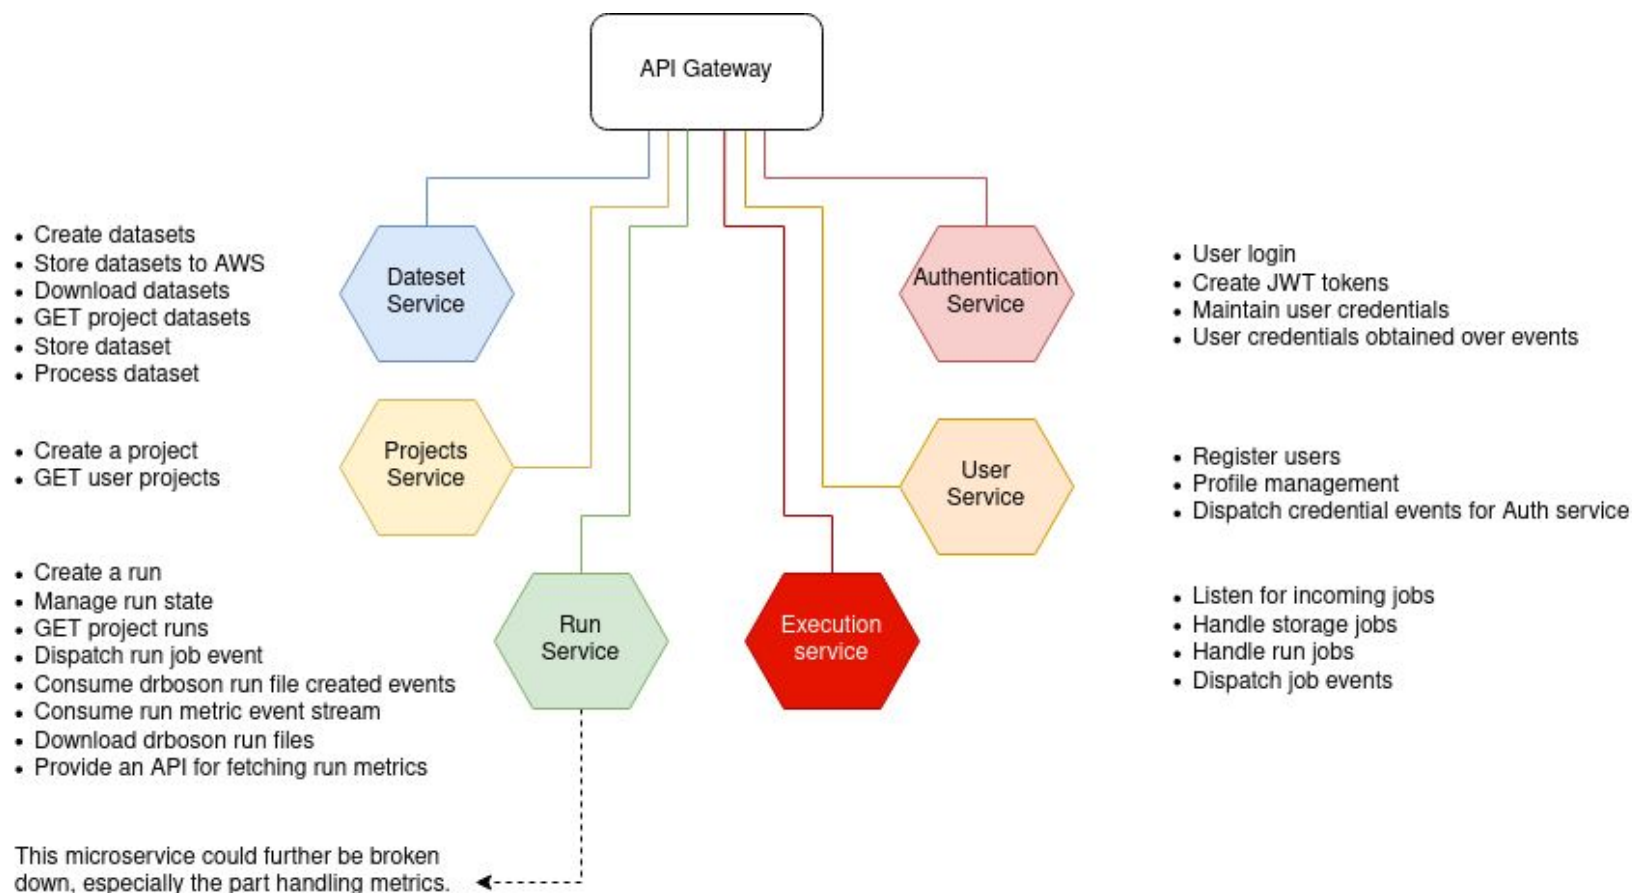 API Gateway
Create datasets
Store datasets to AWS
Download datasets
GET project datasets
Store dataset
Process dataset
Dateset
Service
Authentication
Service
User login
Create JWT tokens
Maintain user credentials
User credentials obtained over events
Create a project
GET user projects
Projects
Service
User
Service
Register users
Profile management
Dispatch credential events for Auth service
Create a run
Manage run state
GET project runs
Dispatch run job event
Consume drboson run file created events
Consume run metric event stream
Download drboson run files
Provide an API for fetching run metrics
Run
Service
Execution
service
Listen for incoming jobs
Handle storage jobs
Handle run jobs
Dispatch job events
This microservice could further be broken
down, especially the part handling metrics.